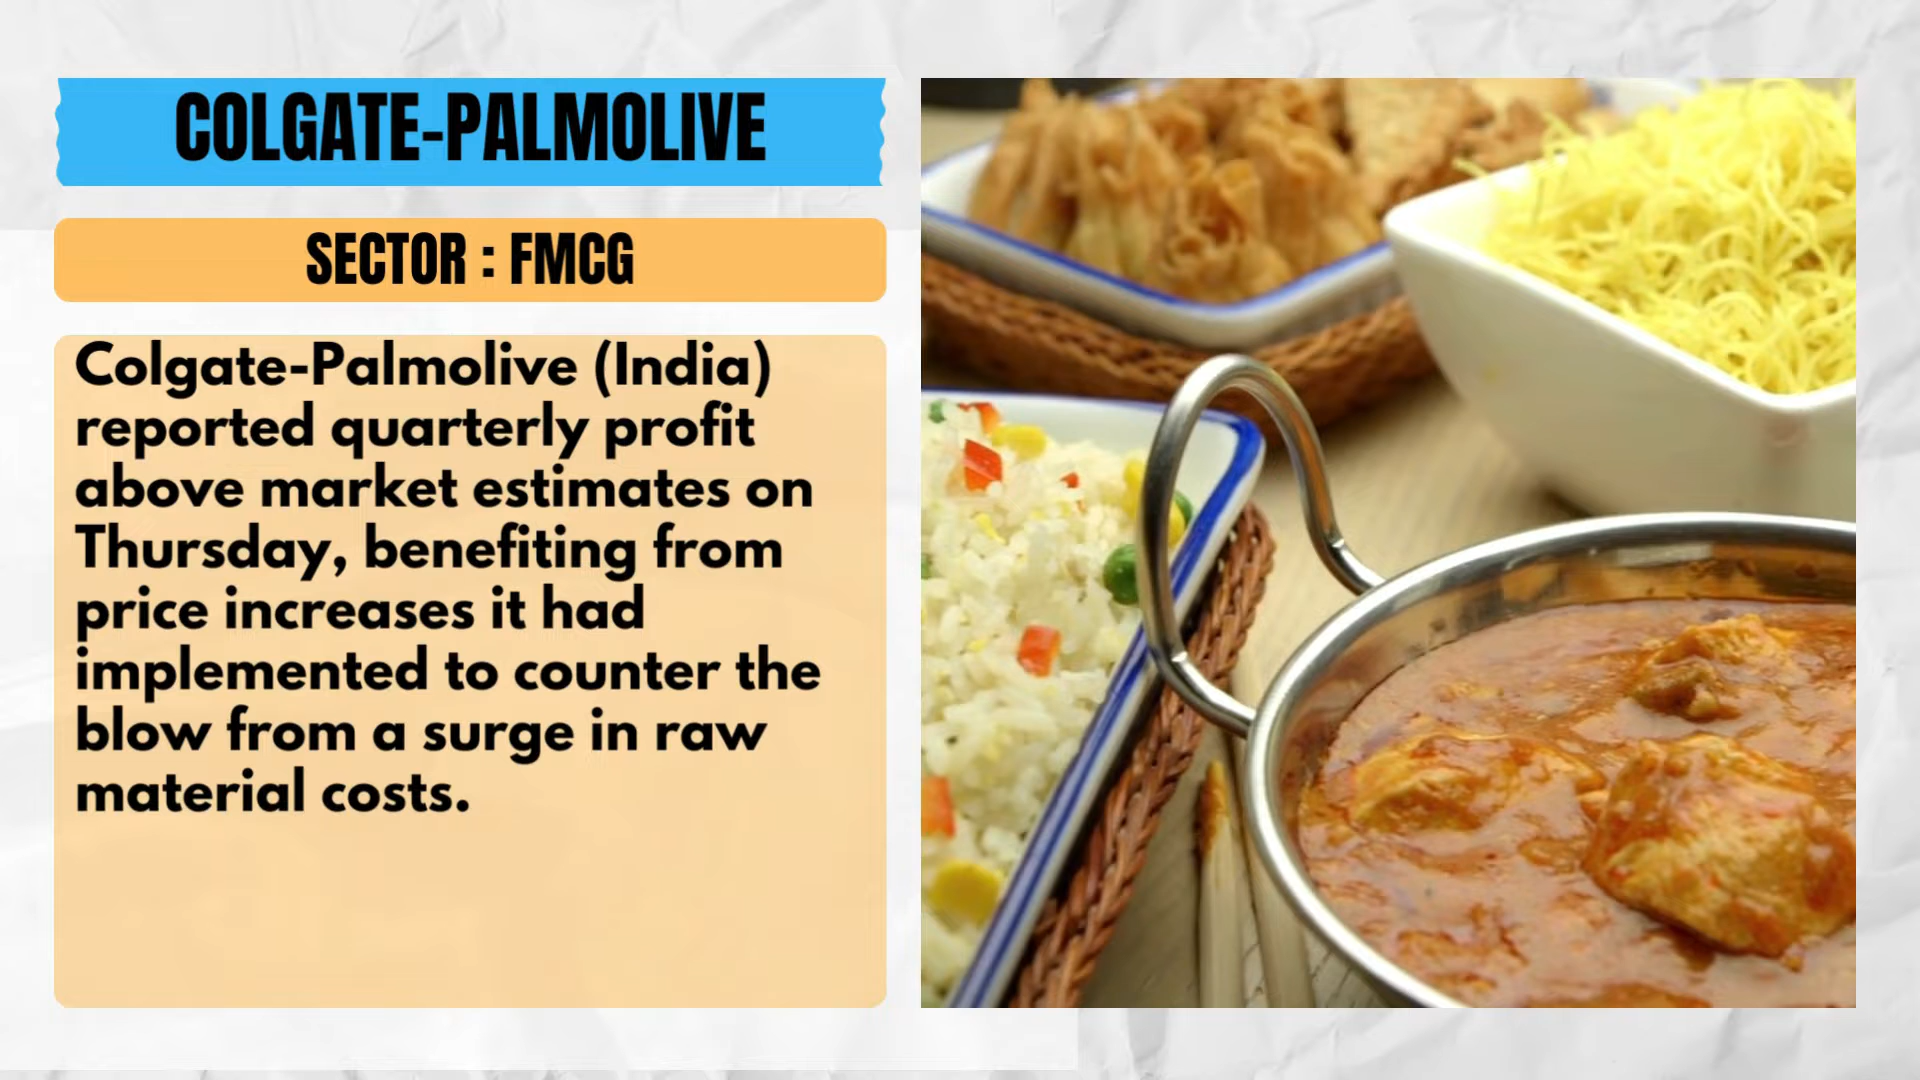 COLGATE-PALMOLIVE
SECTOR : FMCG
Colgate-Palmolive (India)
reported quarterly profit
above market estimates on
Thursday, benefiting from
price increases it had
implemented to counter the
blow from a surge in raw
material costs.